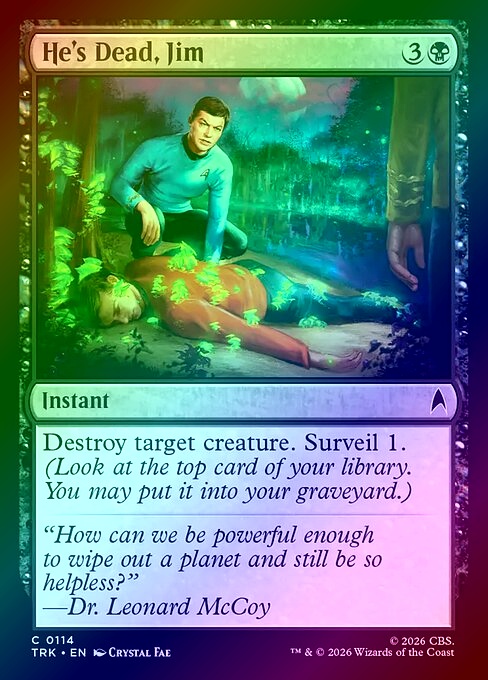 He's Dead, Jim 3
Instant
Destroy target creature. Surveil 1.
(Look at the top card of your library.
You may put it into your graveyard.)
“How can we be powerful enough
to wipe out a planet and still be so
helpless?”
—Dr. Leonard McCoy
C 0114
TRK • EN Crystal Fae
© 2026 CBS.
™ & © 2026 Wizards of the Coast